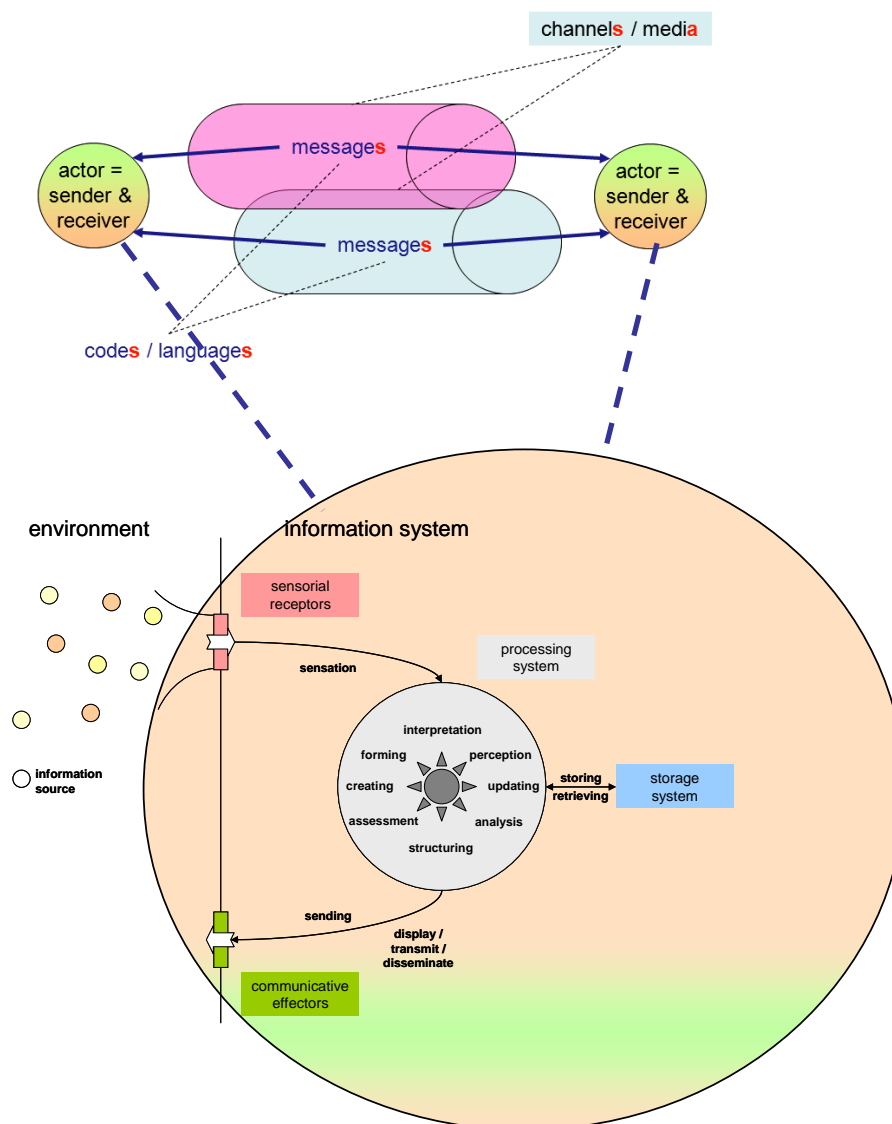 channels / media
messages
actor =
sender &
receiver
actor =
sender &
receiver
messages
codes / languages
environment
information system
sensorial
receptors
processing
system
sensation
interpretation
forming
perception
creating
updating
assessment
analysis
structuring
storing
retrieving
storage
system
information
source
sending
display /
transmit /
disseminate
communicative
effectors